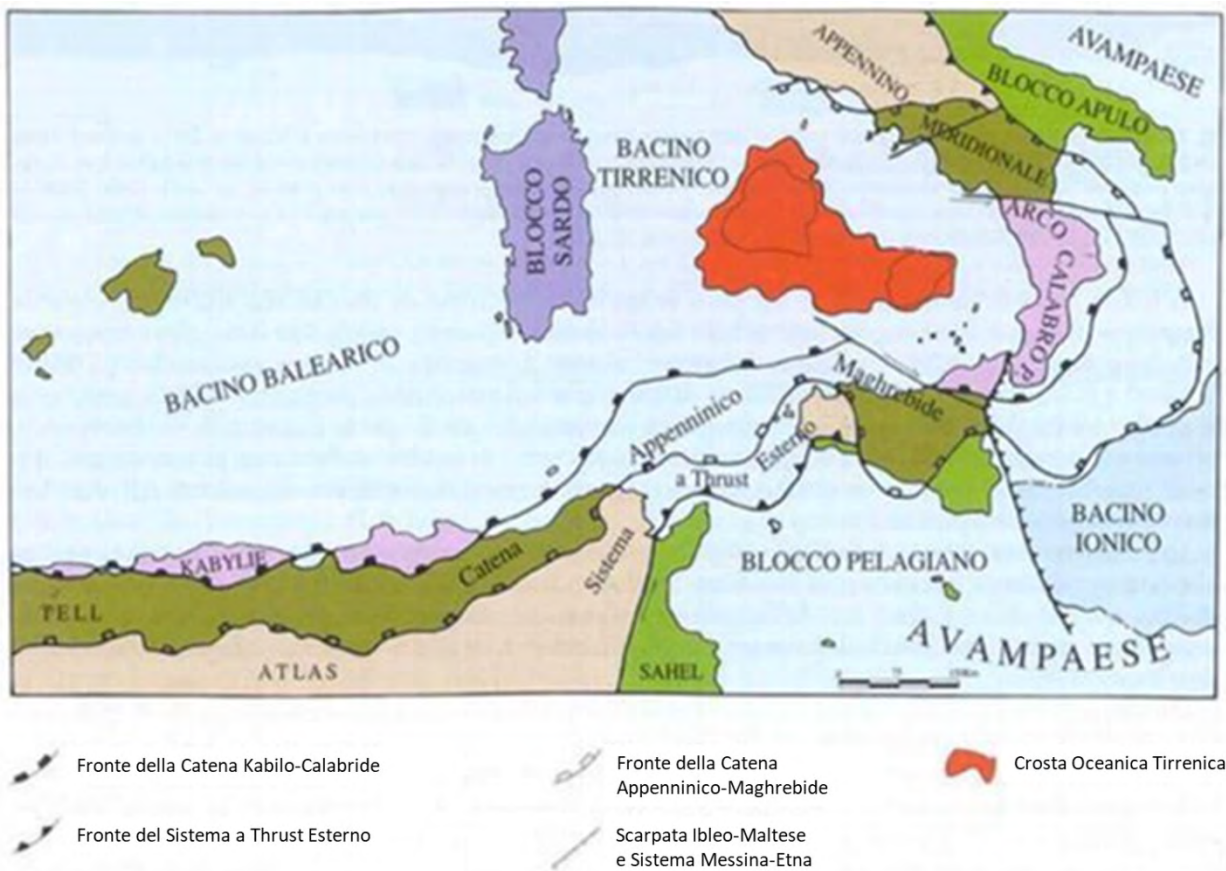 APPENNINO
AVAMPAESE
BLOCCO APULO
MERIDIONALE
BACINO
TIRRENICO
BLOCCO
SARDO
ARCO CALABRO P.
BACINO BALEARICO
Maghrebide
Appenninico
&
Esterno
a Thrust
Catena
Sistema
KABYLIE
TELL
ATLAS
SAHEL
BLOCCO PELAGIANO
BACINO
IONICO
AVAMPAESE
0
Fronte della Catena Kabilo-Calabride
Fronte del Sistema a Thrust Esterno
Fronte della Catena
Appenninico-Maghrebide
Scarpata Ibleo-Maltese
e Sistema Messina-Etna
Crosta Oceanica Tirrenica